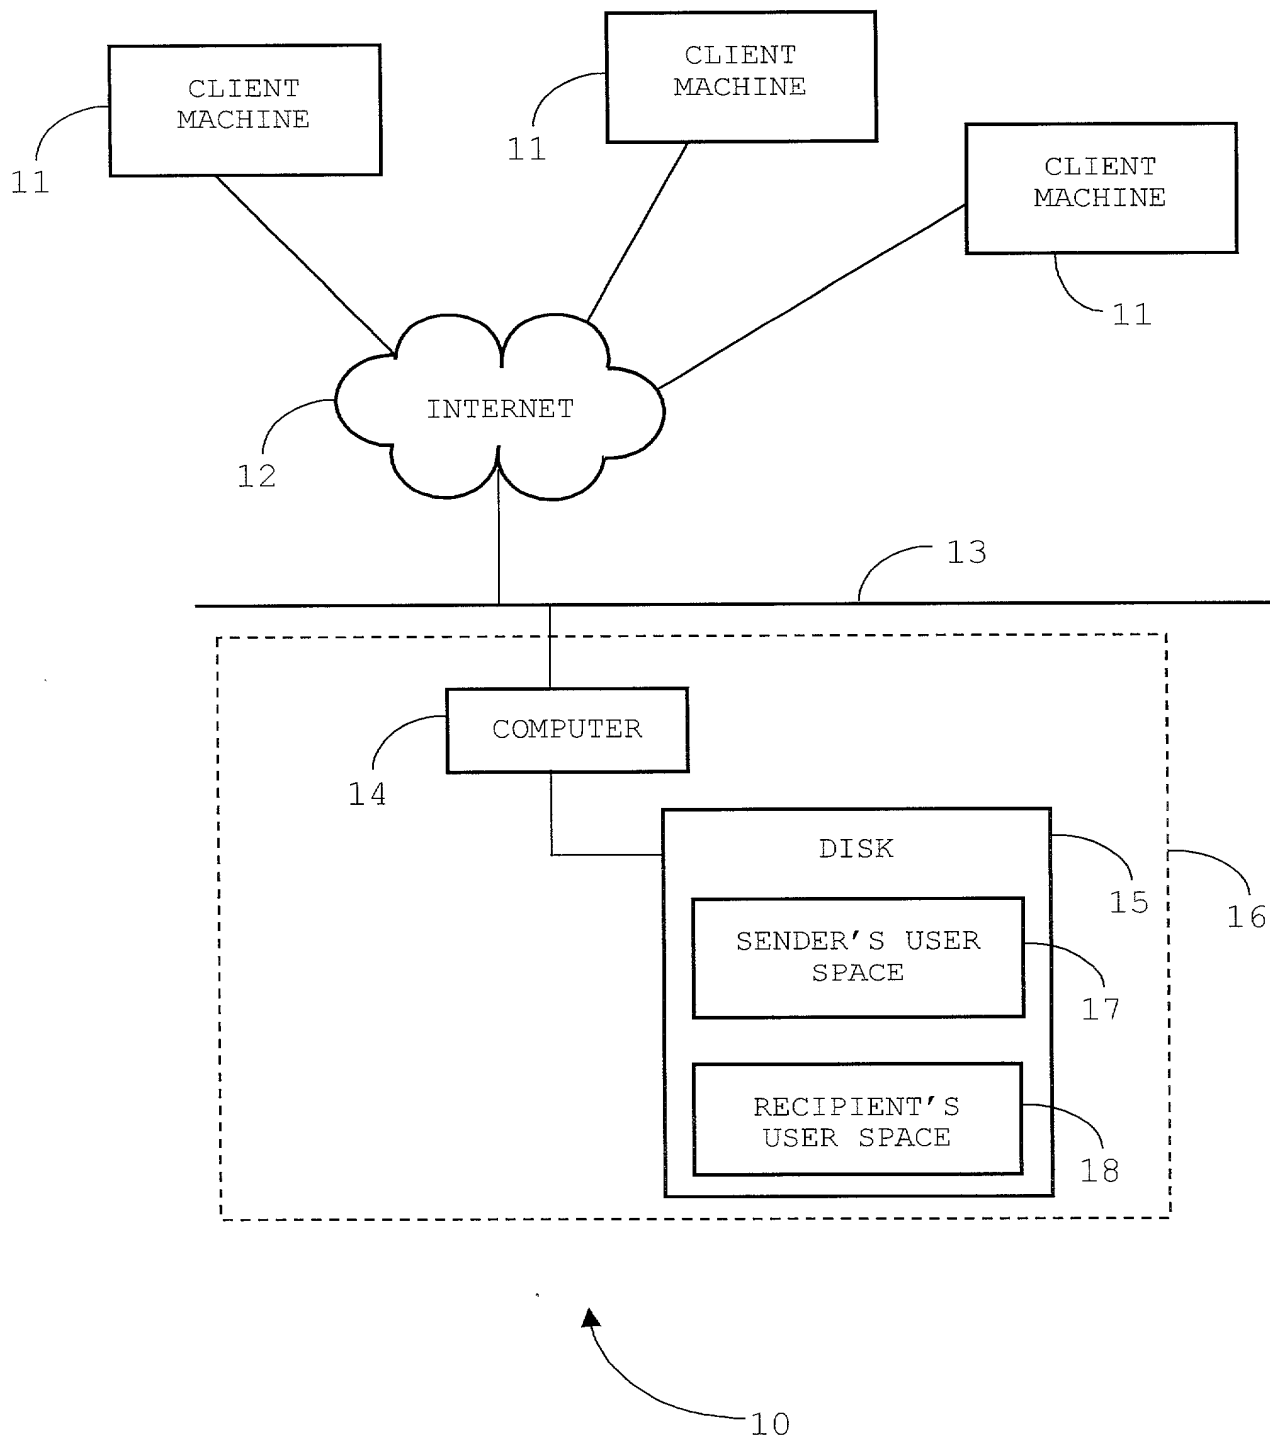 CLIENT
MACHINE
11
CLIENT
MACHINE
11
CLIENT
MACHINE
11
INTERNET
12
13
COMPUTER
14
DISK
15
16
SENDER'S USER
SPACE
17
RECIPIENT'S
USER SPACE
18
10